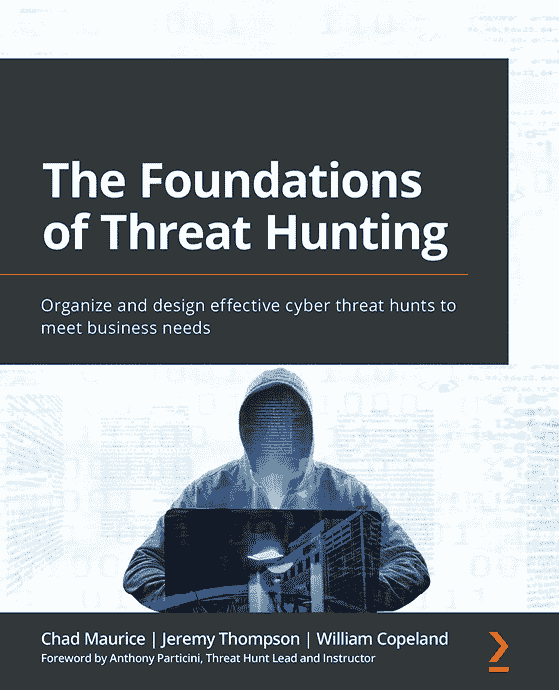 The Foundations
of Threat Hunting
Organize and design effective cyber threat hunts to
meet business needs
Chad Maurice | Jeremy Thompson | William Copeland
Foreword by Anthony Particini, Threat Hunt Lead and Instructor